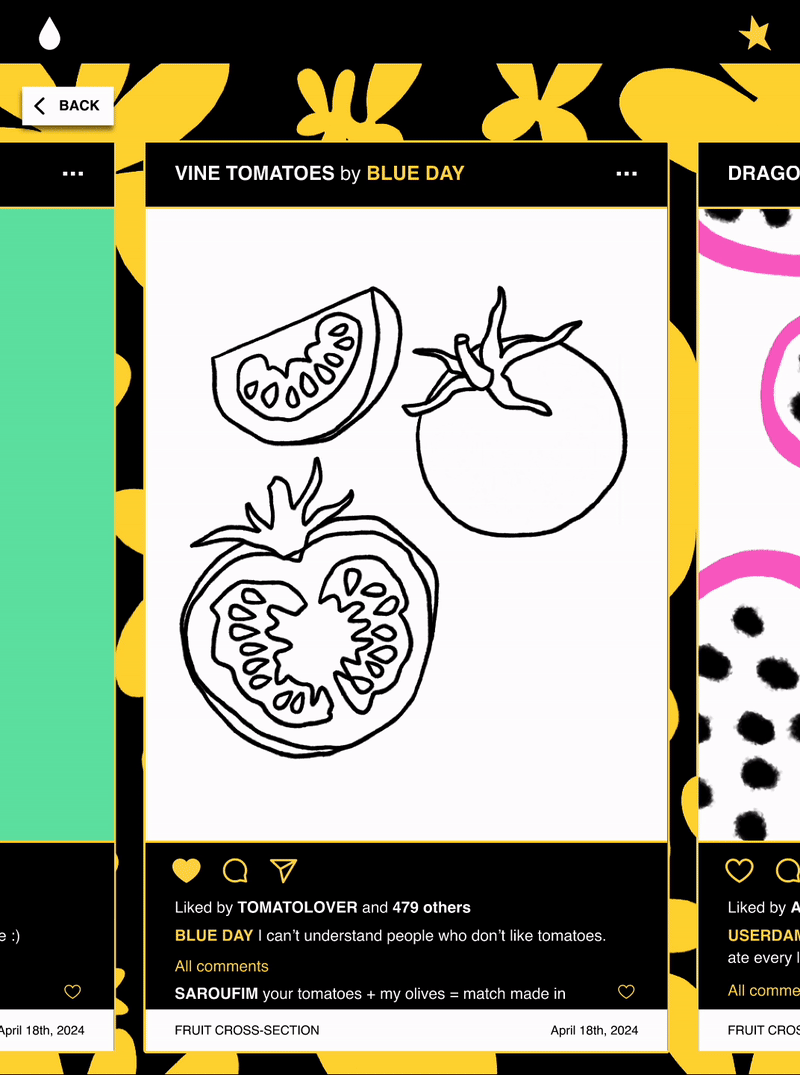 BACK
VINE TOMATOES by BLUE DAY
Liked by TOMATOLOVER and 479 others
BLUE DAY I can't understand people who don't like tomatoes.
All comments
SAROUFIM your tomatoes + my olives = match made in
FRUIT CROSS-SECTION April 18th, 2024
e :)
April 18th, 2024
DRAGO
Liked by A
USERDAM
ate every l
All comme
FRUIT CROS